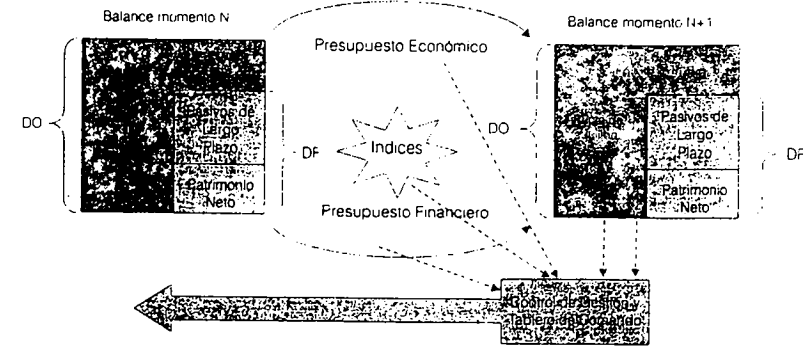 Balance momento N
Balance momento N+1
Presupuesto Económico
DO
Pasivos de
Largo
Plazo
Patrimonio
Neto
DF
Indices
DO
Pasivos de
Largo
Plazo
Patrimonio
Neto
DF
Presupuesto Financiero
Control de Gestión y
Tablero de Comando